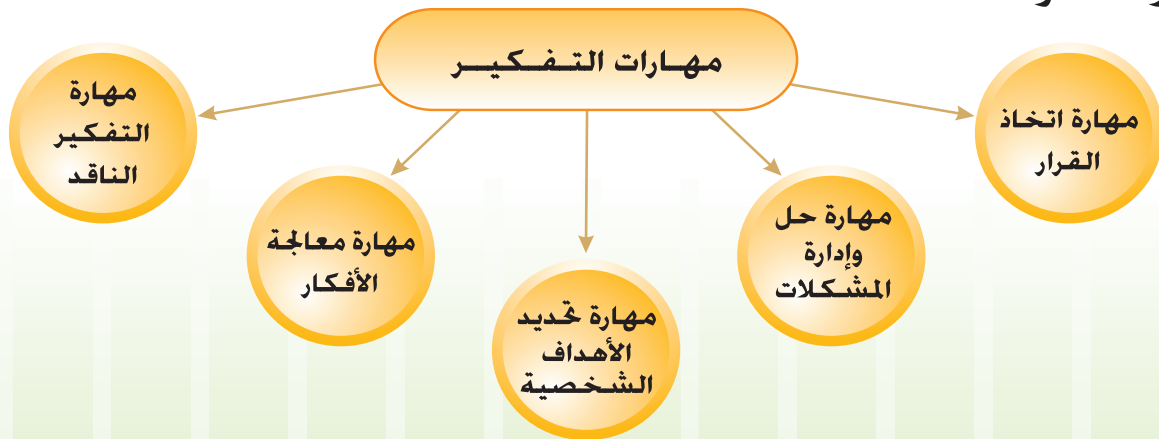 مهارات التفكير
مهارة اتخاذ
القرار
مهارة حل
وإدارة
المشكلات
مهارة تحديد
الأهداف
الشخصية
مهارة معالجة
الأفكار
مهارة
التفكير
الناقد